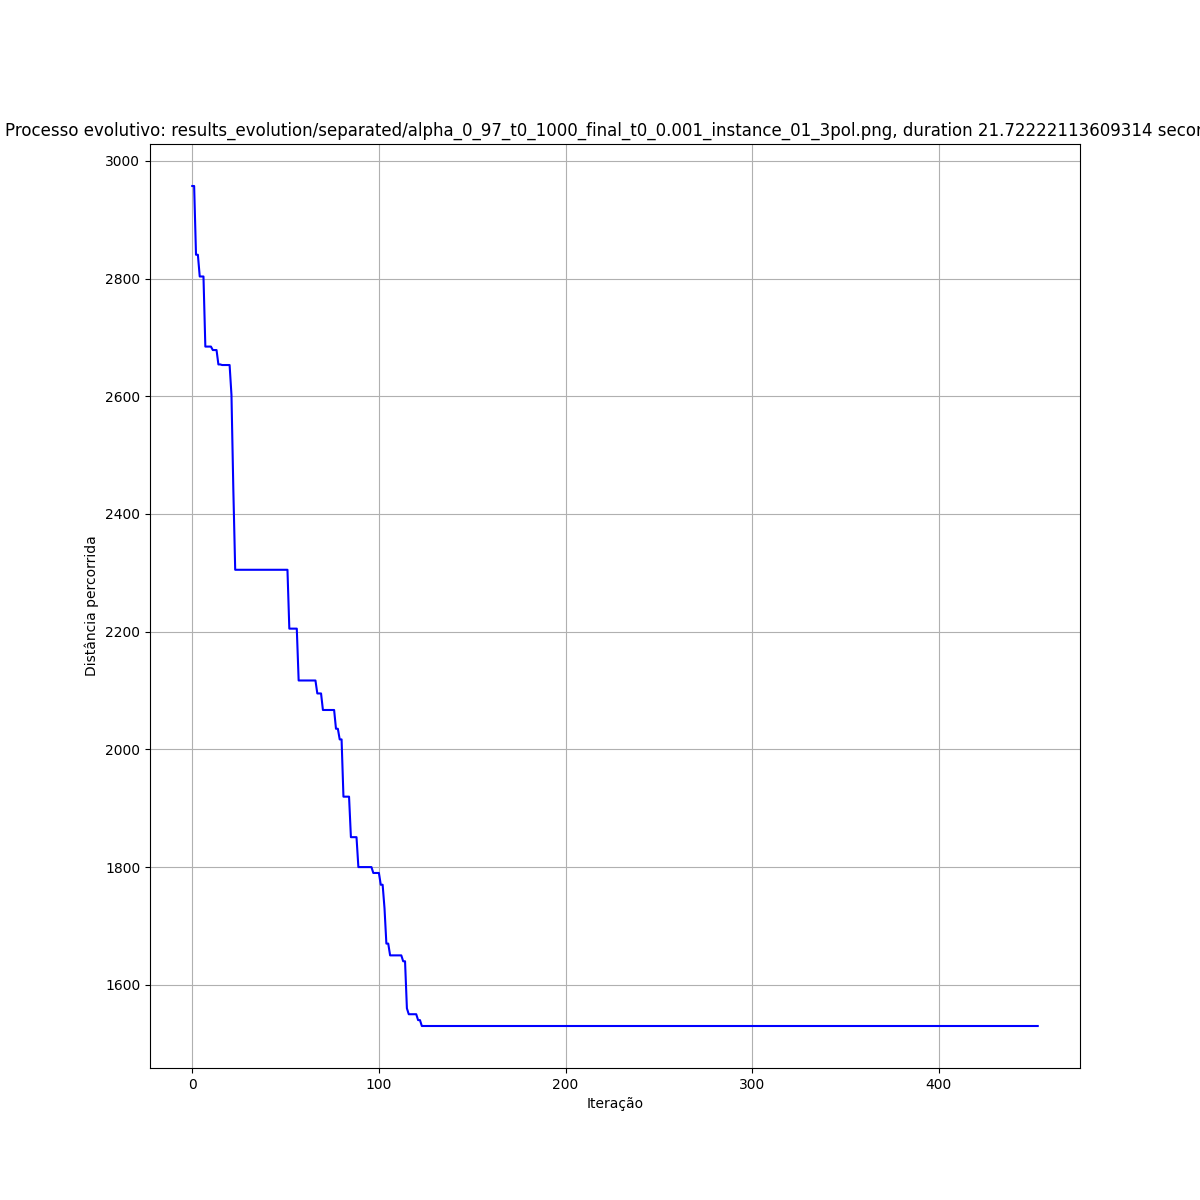 Processo evolutivo: results_evolution/separated/alpha_0_97_t0_1000_final_t0_0.001_instance_01_3pol.png, duration 21.72222113609314 secon
3000
2800
2600
2400
2200
2000
1800
1600
Distância percorrida
0 100 200 300 400
Iteração